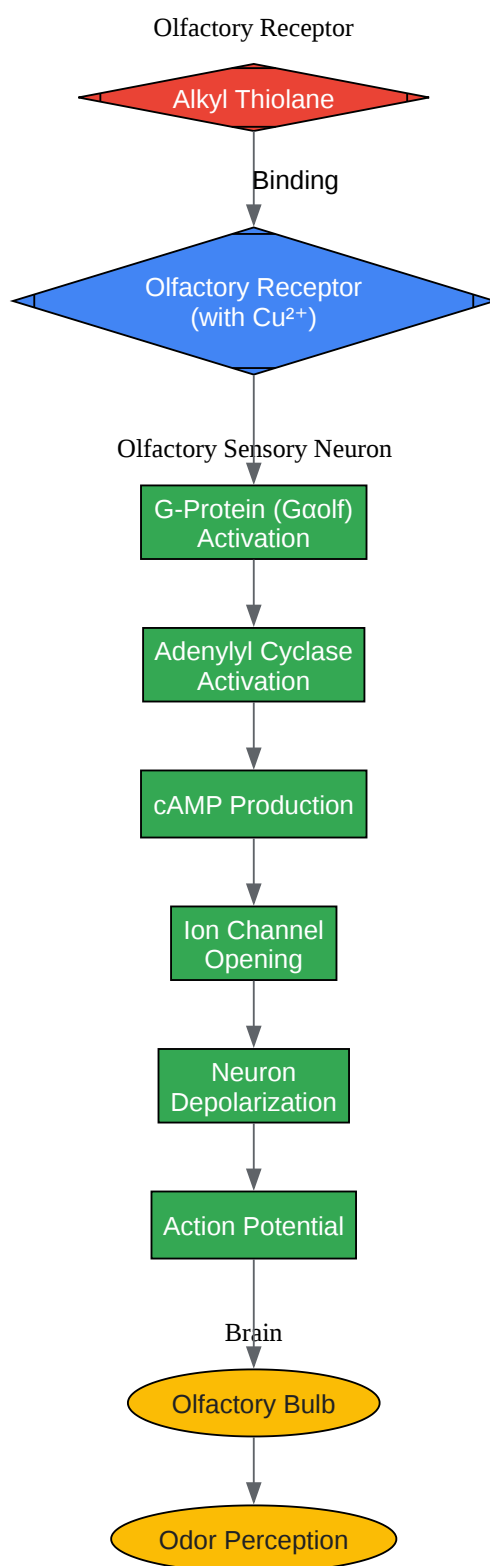 Olfactory Receptor
Alkyl Thiolane
Binding
Olfactory Receptor
(with Cu²⁺)
Olfactory Sensory Neuron
G-Protein (Gαolf)
Activation
Adenylyl Cyclase
Activation
cAMP Production
Ion Channel
Opening
Neuron
Depolarization
Action Potential
Brain
Olfactory Bulb
Odor Perception